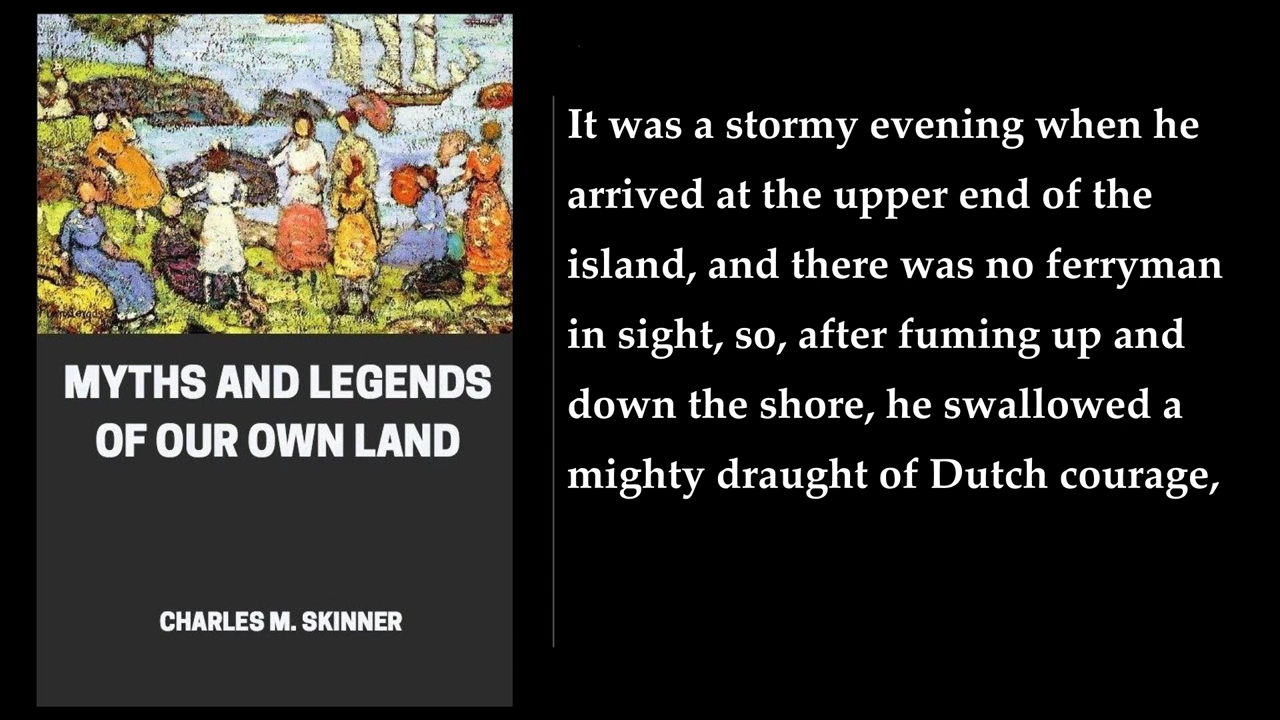 MYTHS AND LEGENDS
OF OUR OWN LAND
CHARLES M. SKINNER
It was a stormy evening when he
arrived at the upper end of the
island, and there was no ferryman
in sight, so, after fuming up and
down the shore, he swallowed a
mighty draught of Dutch courage,